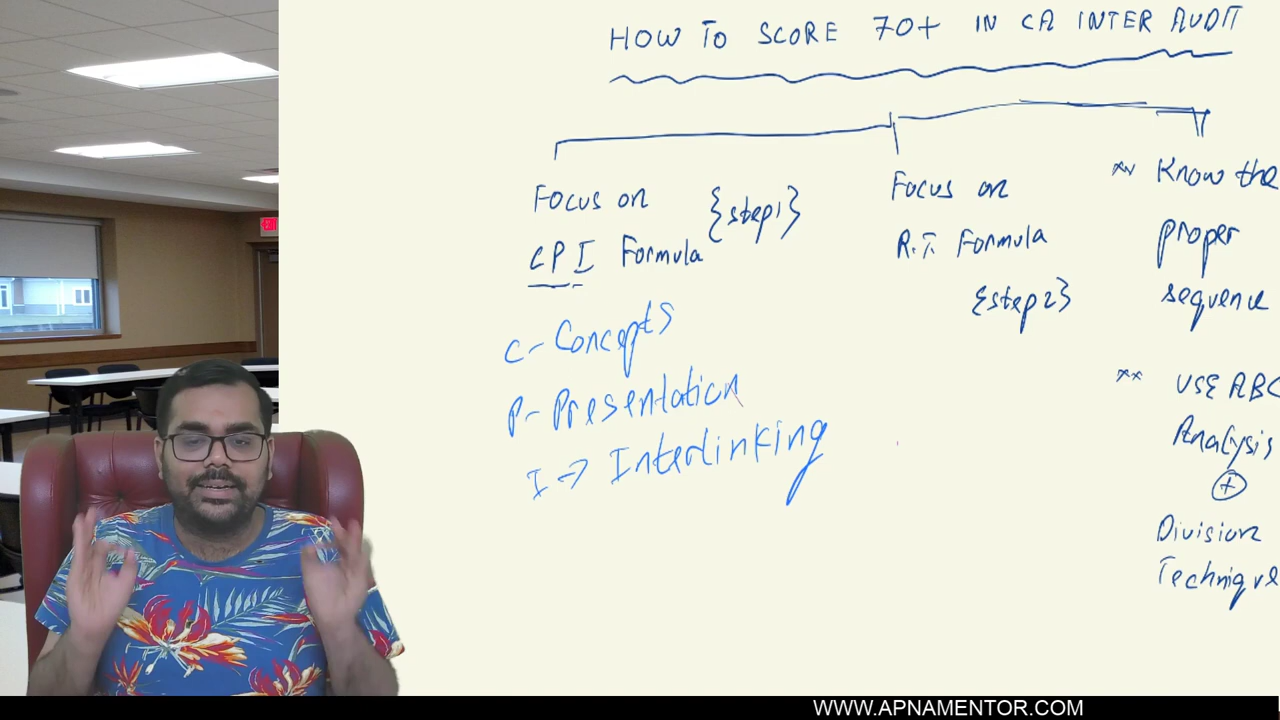 HOW TO SCORE 70+ IN CA INTER AUDIT
Focus on
CPI Formula
{step1}
C- Concepts
P- Presentation
I → Interlinking
Focus on
R.T. Formula
{step2}
** Know the
proper
sequence
** USE ABC
Analysis
+
Division
Technique
EXIT
WWW.APNAMENTOR.COM